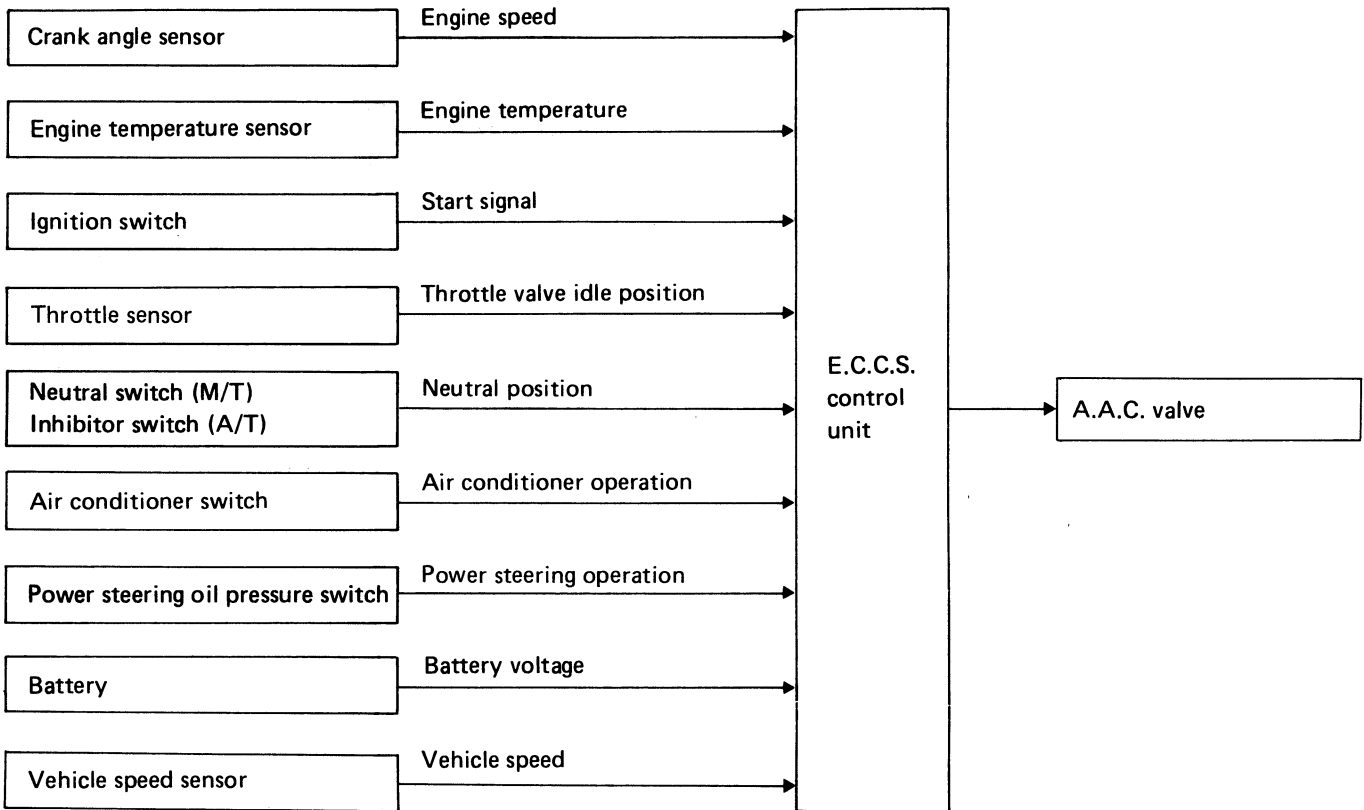 Crank angle sensor
Engine speed
Engine temperature sensor
Engine temperature
Ignition switch
Start signal
Throttle sensor
Throttle valve idle position
Neutral switch (M/T)
Inhibitor switch (A/T)
Neutral position
Air conditioner switch
Air conditioner operation
Power steering oil pressure switch
Power steering operation
Battery
Battery voltage
Vehicle speed sensor
Vehicle speed
E.C.C.S.
control
unit
A.A.C. valve